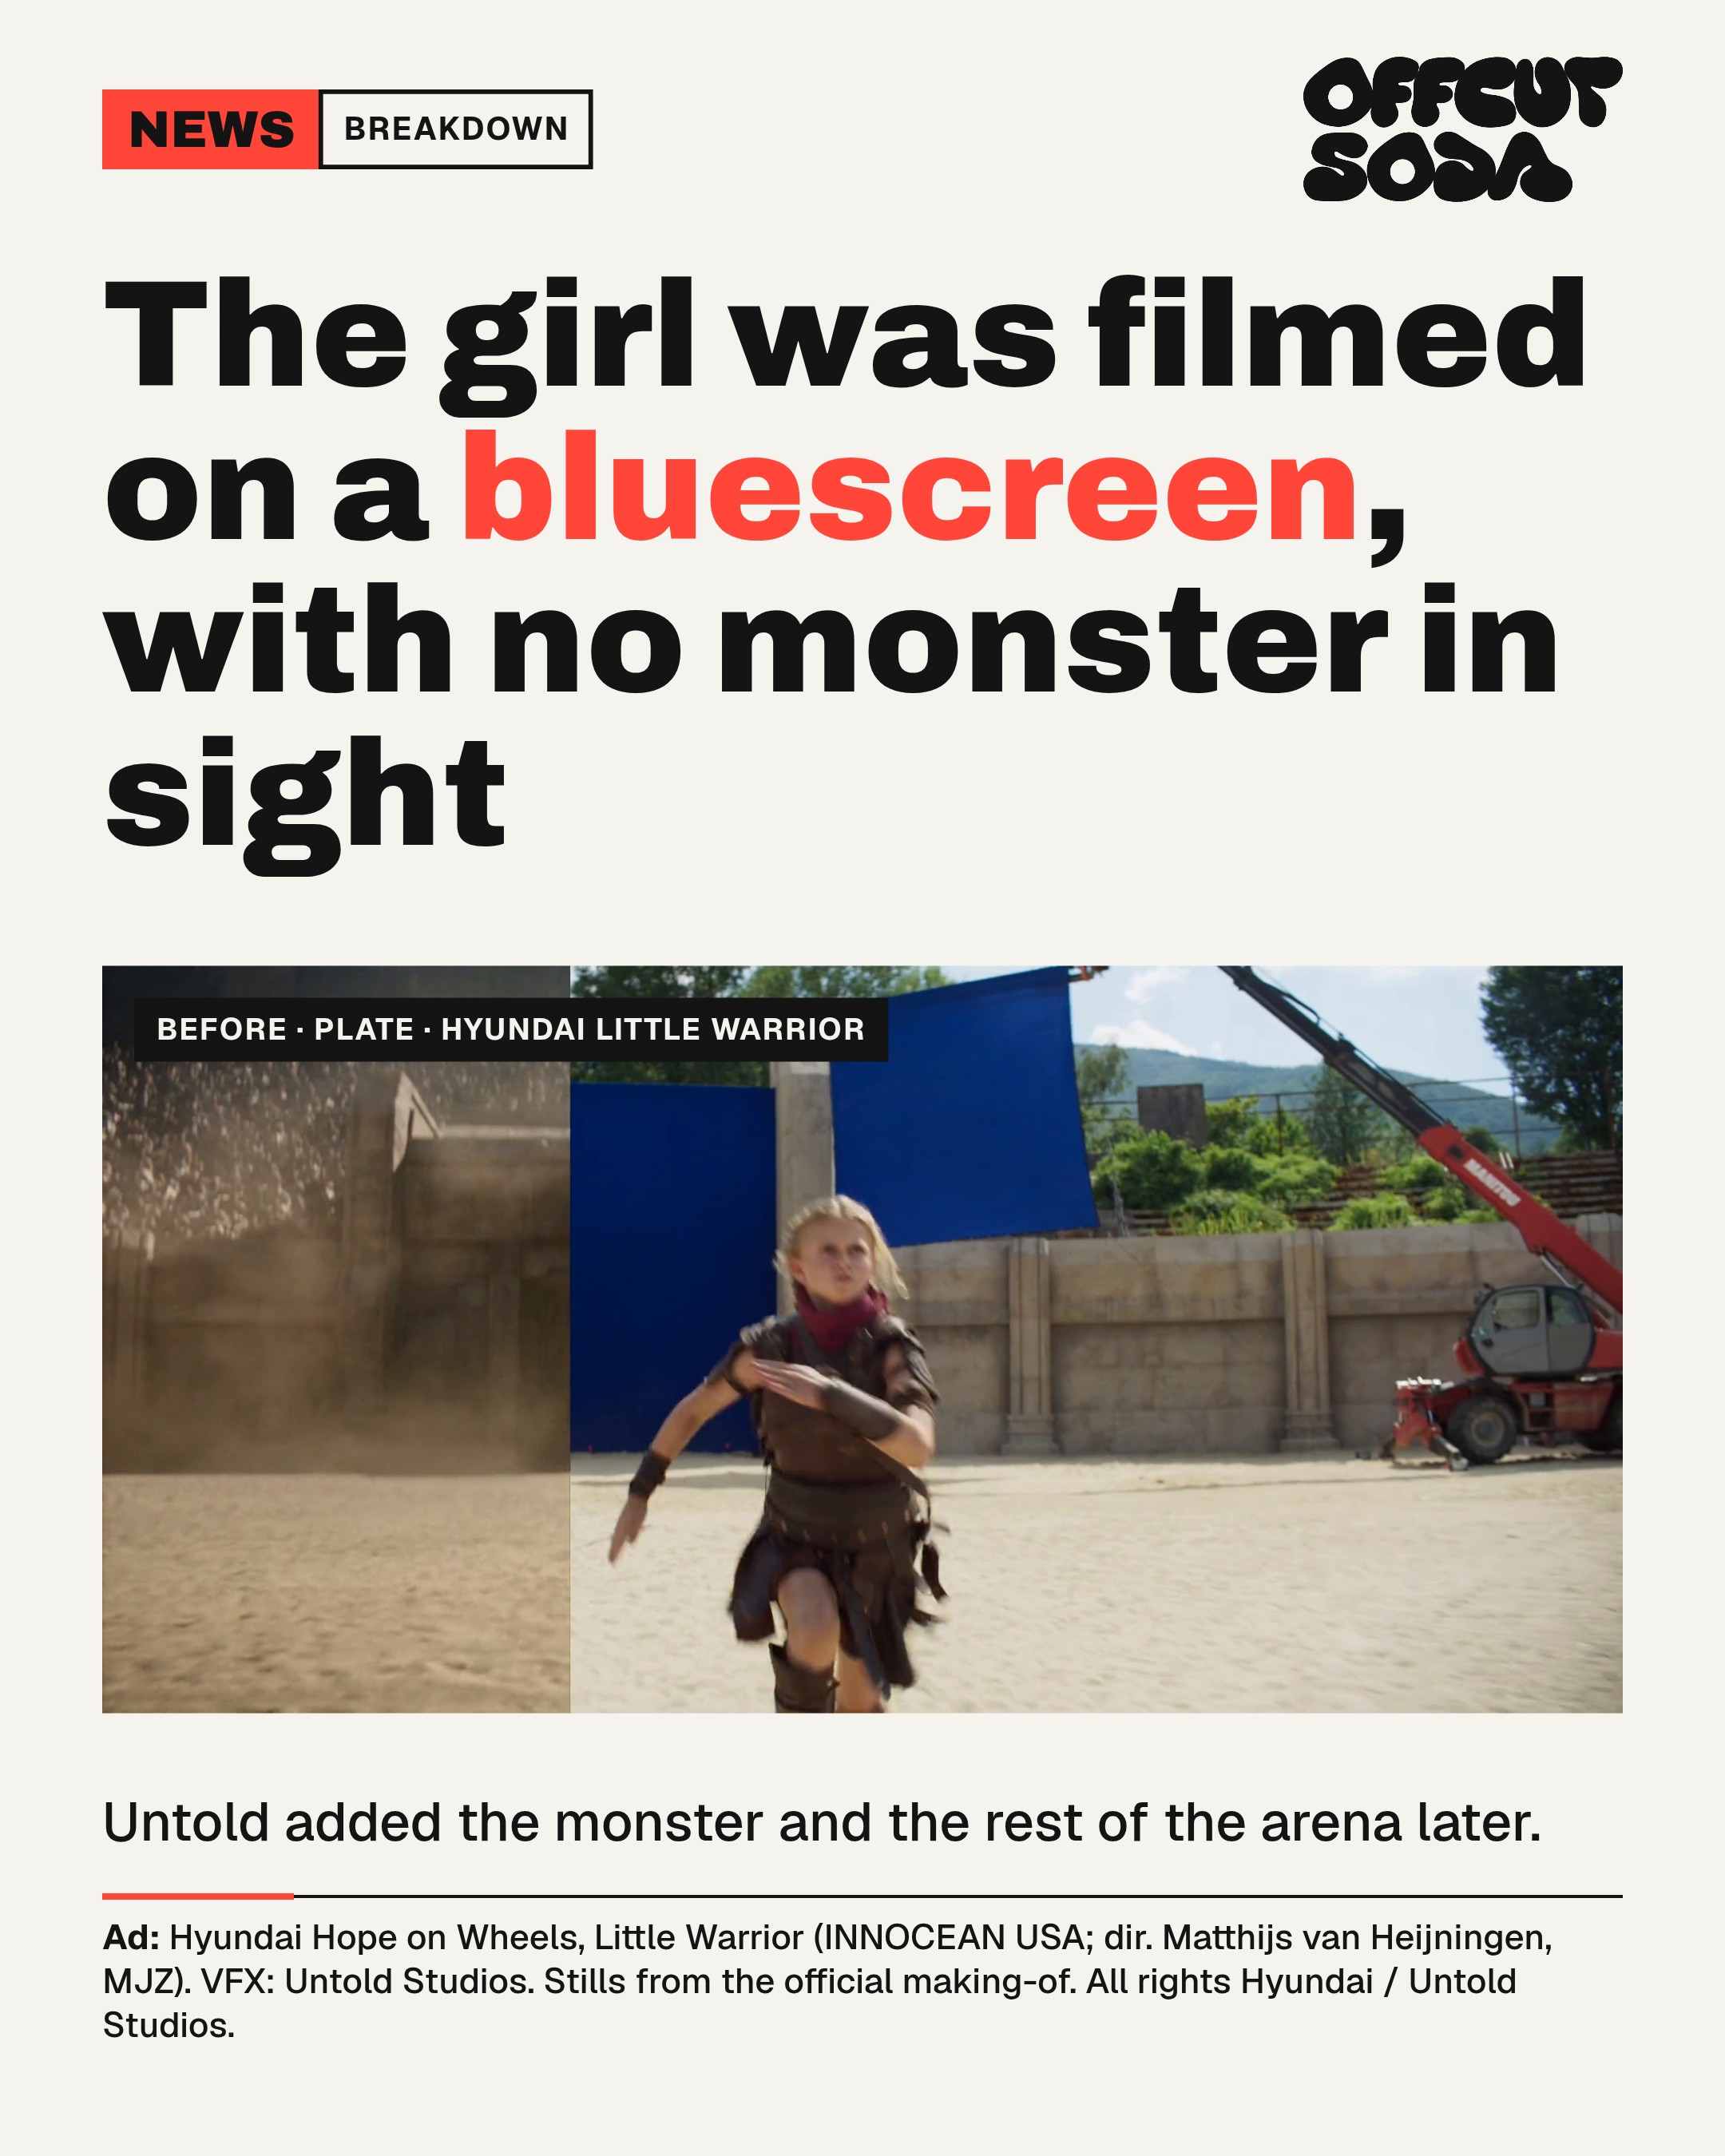 NEWS BREAKDOWN
OFFCUT
SODA
The girl was filmed
on a bluescreen,
with no monster in
sight
BEFORE · PLATE · HYUNDAI LITTLE WARRIOR
MANITOU
Untold added the monster and the rest of the arena later.
Ad: Hyundai Hope on Wheels, Little Warrior (INNOCEAN USA; dir. Matthijs van Heijningen,
MJZ). VFX: Untold Studios. Stills from the official making-of. All rights Hyundai / Untold
Studios.